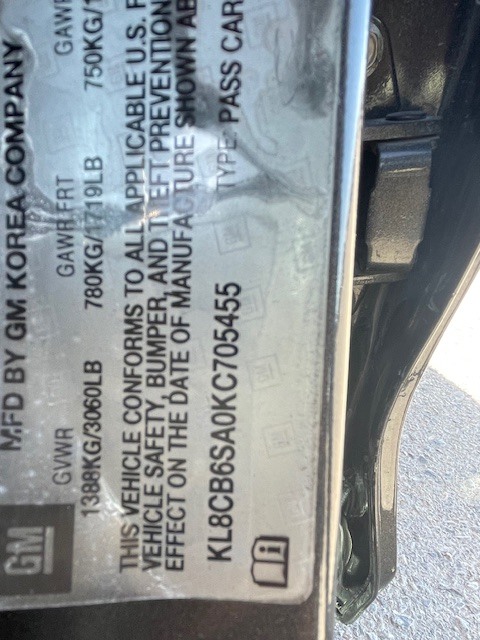 MFD BY GM KOREA COMPANY
GVWR GAWR FRT GAWR
1388KG/3060LB 780KG/1719LB 750KG/
THIS VEHICLE CONFORMS TO ALL APPLICABLE U.S. F
VEHICLE SAFETY, BUMPER, AND THEFT PREVENTION
EFFECT ON THE DATE OF MANUFACTURE SHOWN AB
KL8CB6SA0KC705455 TYPE: PASS CAR
GM